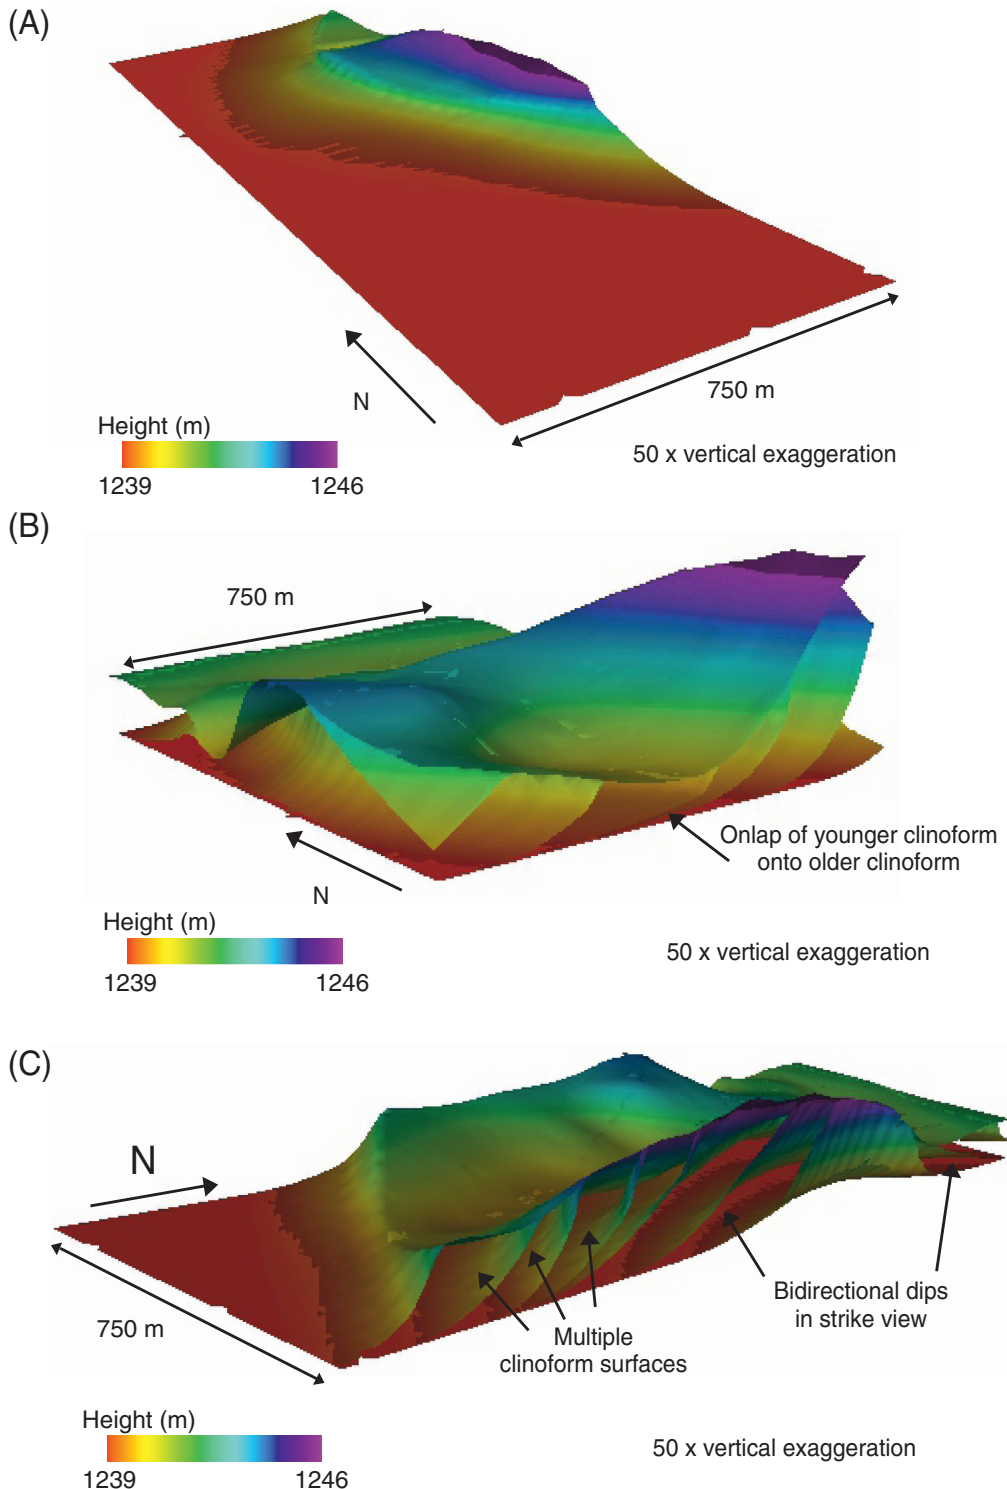 (A)
N
750 m
Height (m)
1239 1246
50 x vertical exaggeration
(B)
750 m
Onlap of younger clinoform
onto older clinoform
N
Height (m)
1239 1246
50 x vertical exaggeration
(C)
N
750 m
Multiple
clinoform surfaces
Bidirectional dips
in strike view
Height (m)
1239 1246
50 x vertical exaggeration